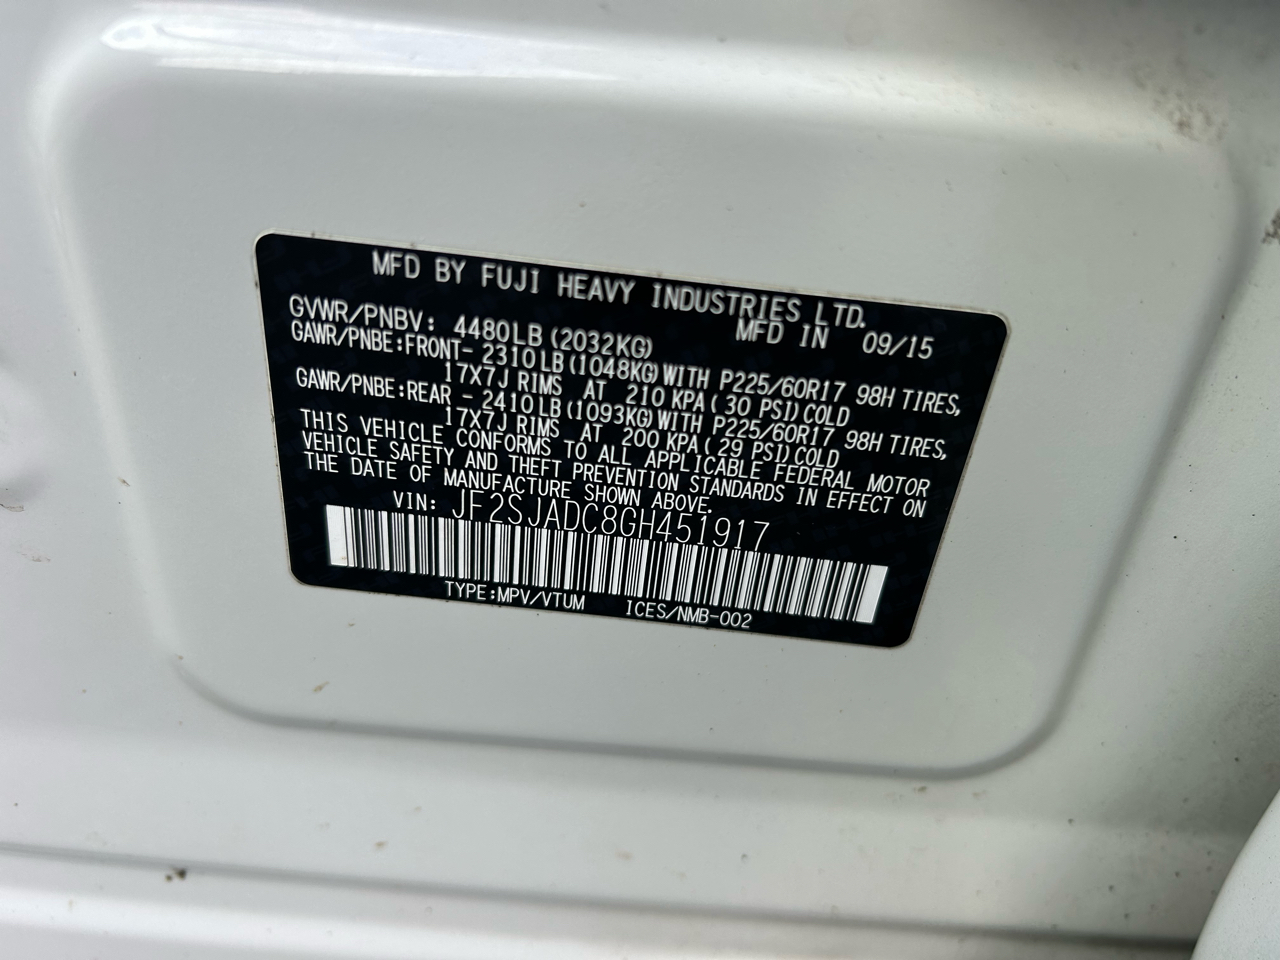 MFD BY FUJI HEAVY INDUSTRIES LTD.
GVWR/PNBV: 4480LB (2032KG) MFD IN 09/15
GAWR/PNBE:FRONT- 2310LB (1048KG) WITH P225/60R17 98H TIRES,
17X7J RIMS AT 210 KPA ( 30 PSI) COLD
GAWR/PNBE:REAR - 2410LB (1093KG) WITH P225/60R17 98H TIRES,
17X7J RIMS AT 200 KPA ( 29 PSI) COLD
THIS VEHICLE CONFORMS TO ALL APPLICABLE FEDERAL MOTOR
VEHICLE SAFETY AND THEFT PREVENTION STANDARDS IN EFFECT ON
THE DATE OF MANUFACTURE SHOWN ABOVE.
VIN: JF2SJADC8GH451917
TYPE:MPV/VTUM ICES/NMB-002